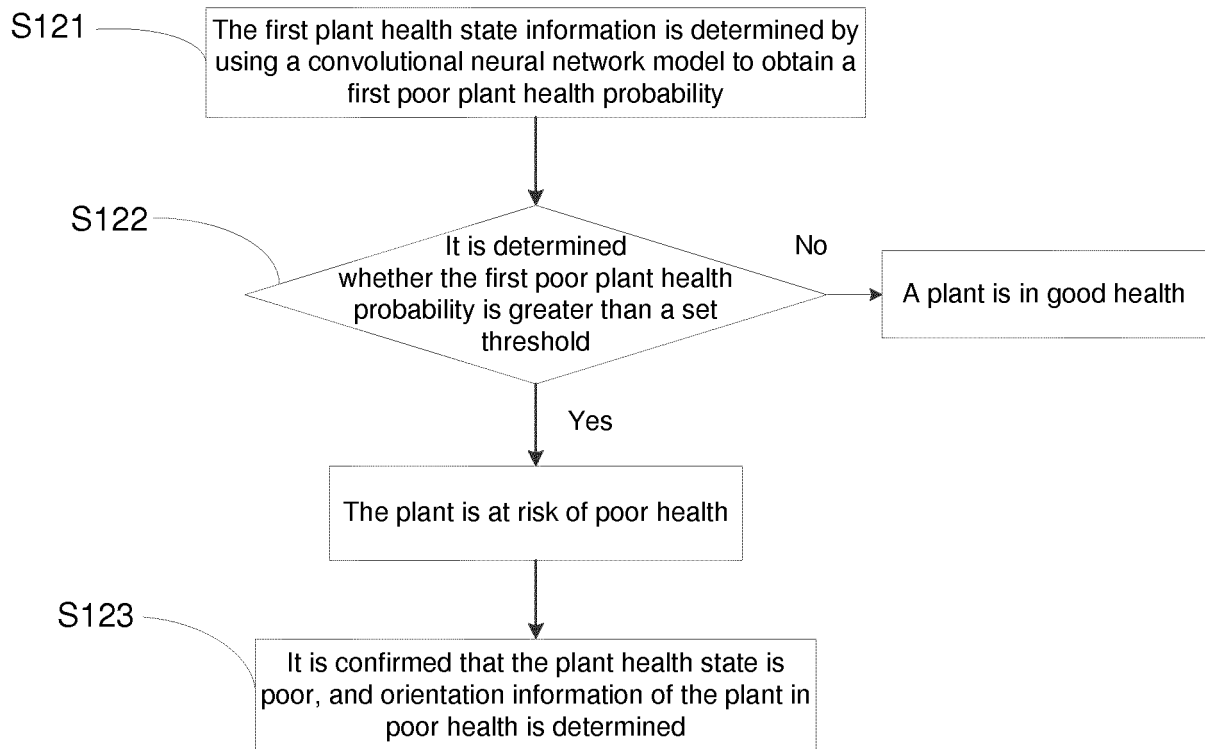 S121
The first plant health state information is determined by
using a convolutional neural network model to obtain a
first poor plant health probability
S122
It is determined
whether the first poor plant health
probability is greater than a set
threshold
No
A plant is in good health
Yes
The plant is at risk of poor health
S123
It is confirmed that the plant health state is
poor, and orientation information of the plant in
poor health is determined